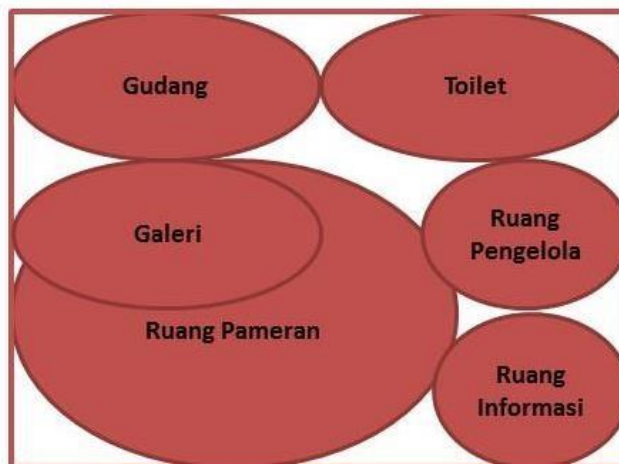 Gudang
Toilet
Galeri
Ruang
Pengelola
Ruang Pameran
Ruang
Informasi